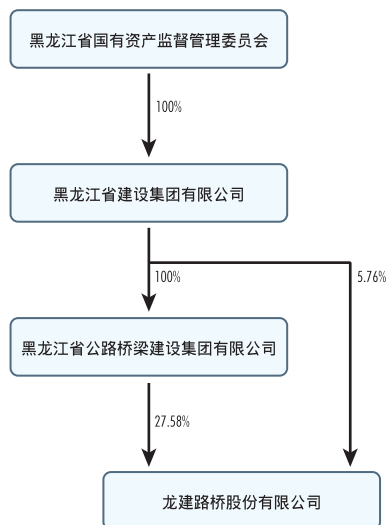 黑龙江省国有资产监督管理委员会
100%
黑龙江省建设集团有限公司
100%
5.76%
黑龙江省公路桥梁建设集团有限公司
27.58%
龙建路桥股份有限公司